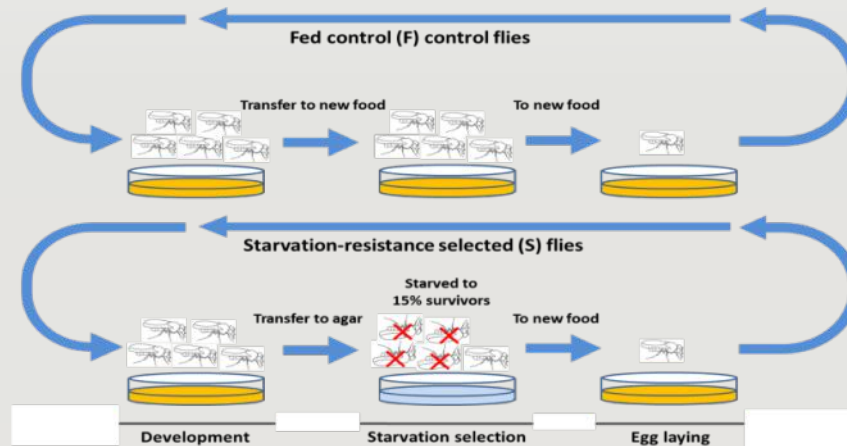 Fed control (F) control flies
Transfer to new food
To new food
Starvation-resistance selected (S) flies
Starved to
15% survivors
Transfer to agar
To new food
Development
Starvation selection
Egg laying